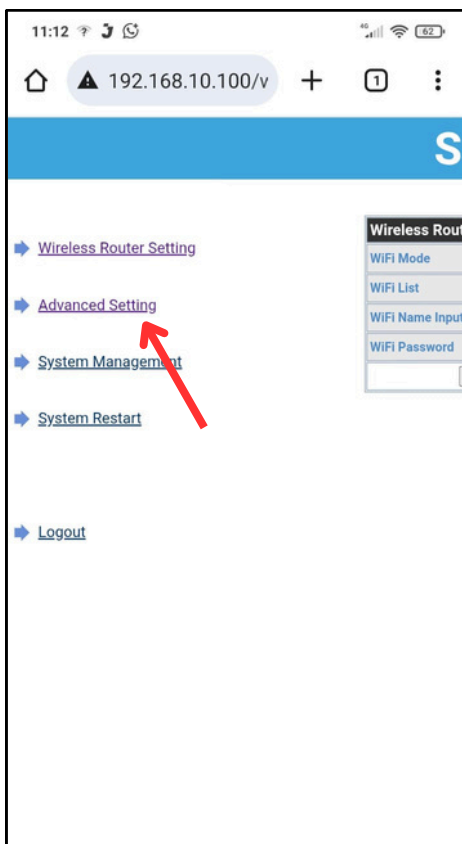 11:12
4G
62
192.168.10.100/v
1
S
Wireless Router Setting
Advanced Setting
System Management
System Restart
Logout
Wireless Rout
WiFi Mode
WiFi List
WiFi Name Input
WiFi Password